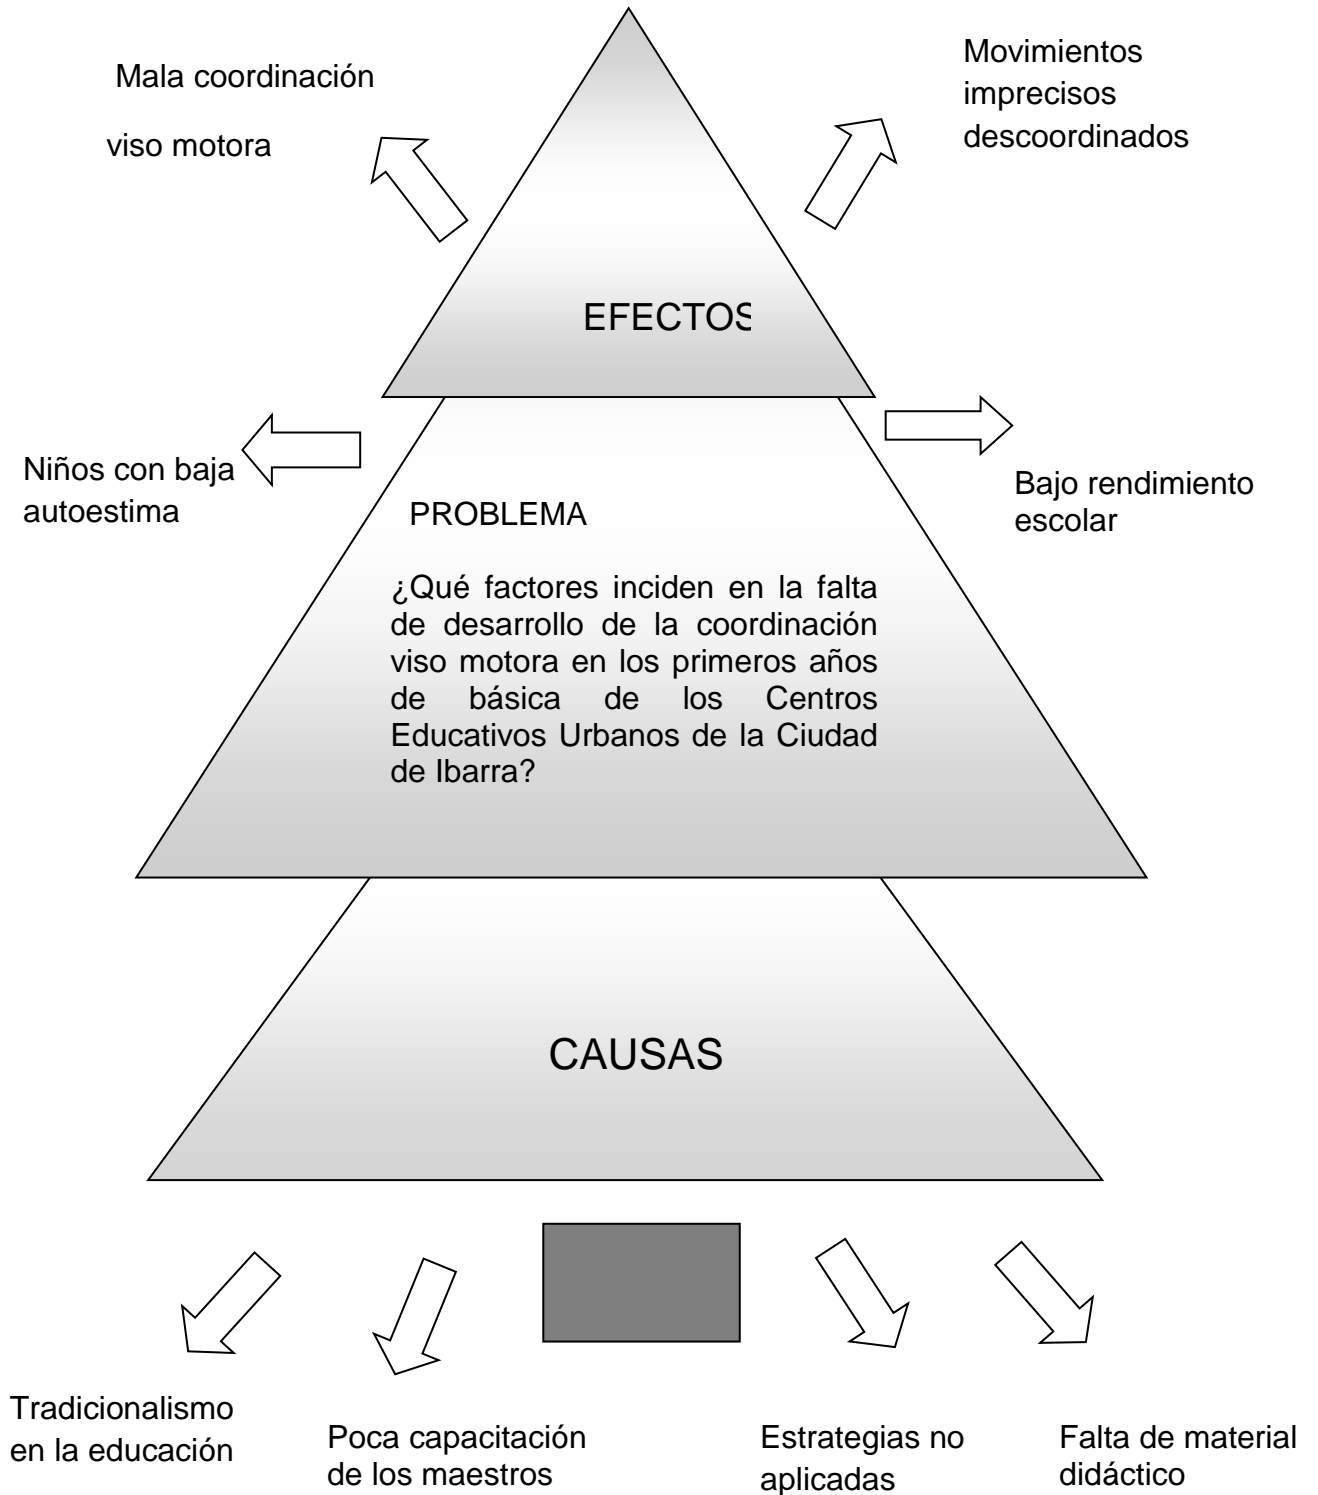 Mala coordinación
viso motora
Movimientos
imprecisos
descoordinados
EFECTOS
Niños con baja
autoestima
Bajo rendimiento
escolar
PROBLEMA
¿Qué factores inciden en la falta
de desarrollo de la coordinación
viso motora en los primeros años
de básica de los Centros
Educativos Urbanos de la Ciudad
de Ibarra?
CAUSAS
Tradicionalismo
en la educación
Poca capacitación
de los maestros
Estrategias no
aplicadas
Falta de material
didáctico